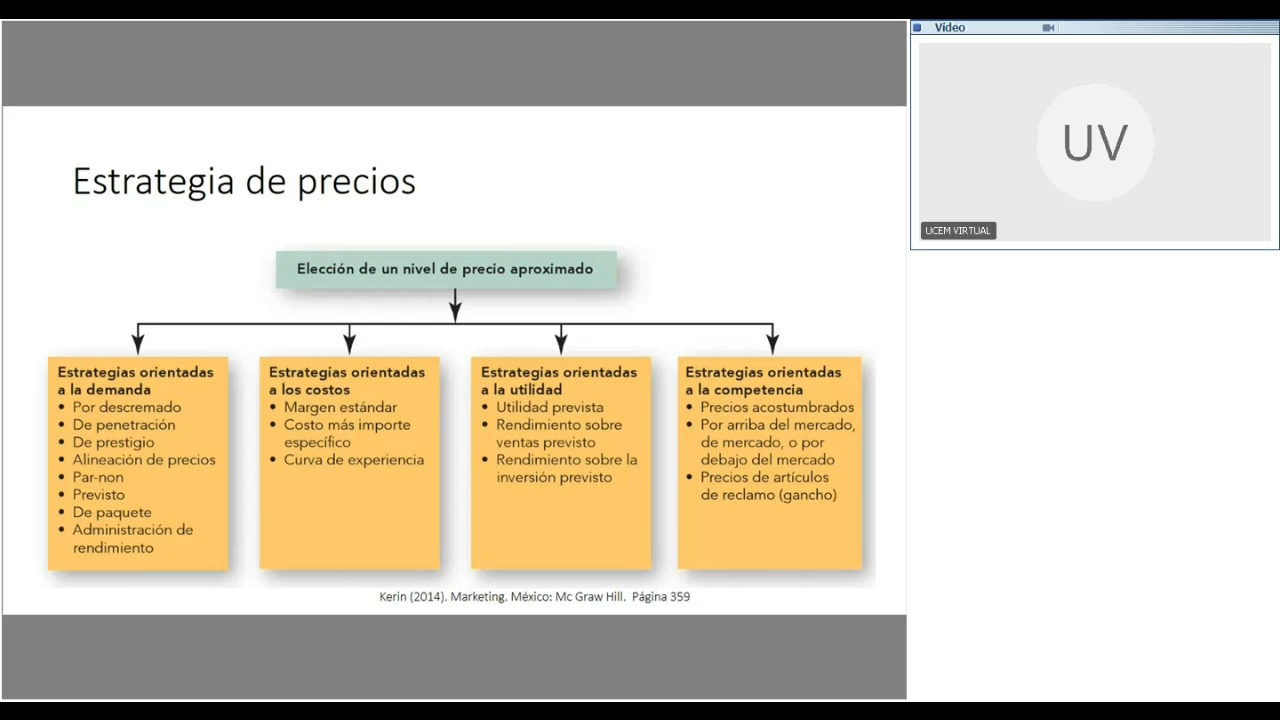 Vídeo
UV
UCEM VIRTUAL
Estrategia de precios
Elección de un nivel de precio aproximado
Estrategias orientadas
a la demanda
• Por descremado
• De penetración
• De prestigio
• Alineación de precios
• Par-non
• Previsto
• De paquete
• Administración de
rendimiento
Estrategias orientadas
a los costos
• Margen estándar
• Costo más importe
específico
• Curva de experiencia
Estrategias orientadas
a la utilidad
• Utilidad prevista
• Rendimiento sobre
ventas previsto
• Rendimiento sobre la
inversión previsto
Estrategias orientadas
a la competencia
• Precios acostumbrados
• Por arriba del mercado,
de mercado, o por
debajo del mercado
• Precios de artículos
de reclamo (gancho)
Kerin (2014). Marketing. México: Mc Graw Hill. Página 359